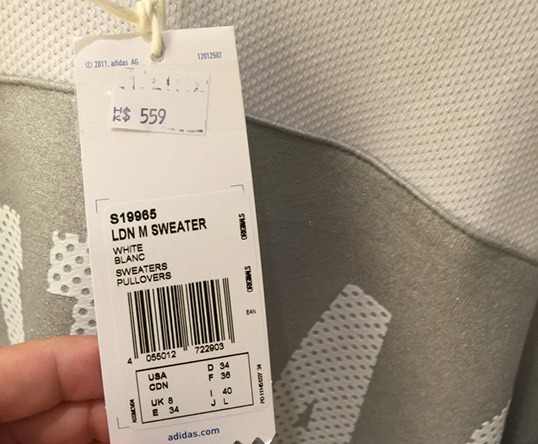 © 2011, adidas AG. 12012502
HK$ 559
S19965
LDN M SWEATER
WHITE
BLANC
SWEATERS
PULLOVERS
4 055012 722903
EAN
USA
CDN
UK 8
E 34
D 34
F 36
I 40
J L
adidas.com